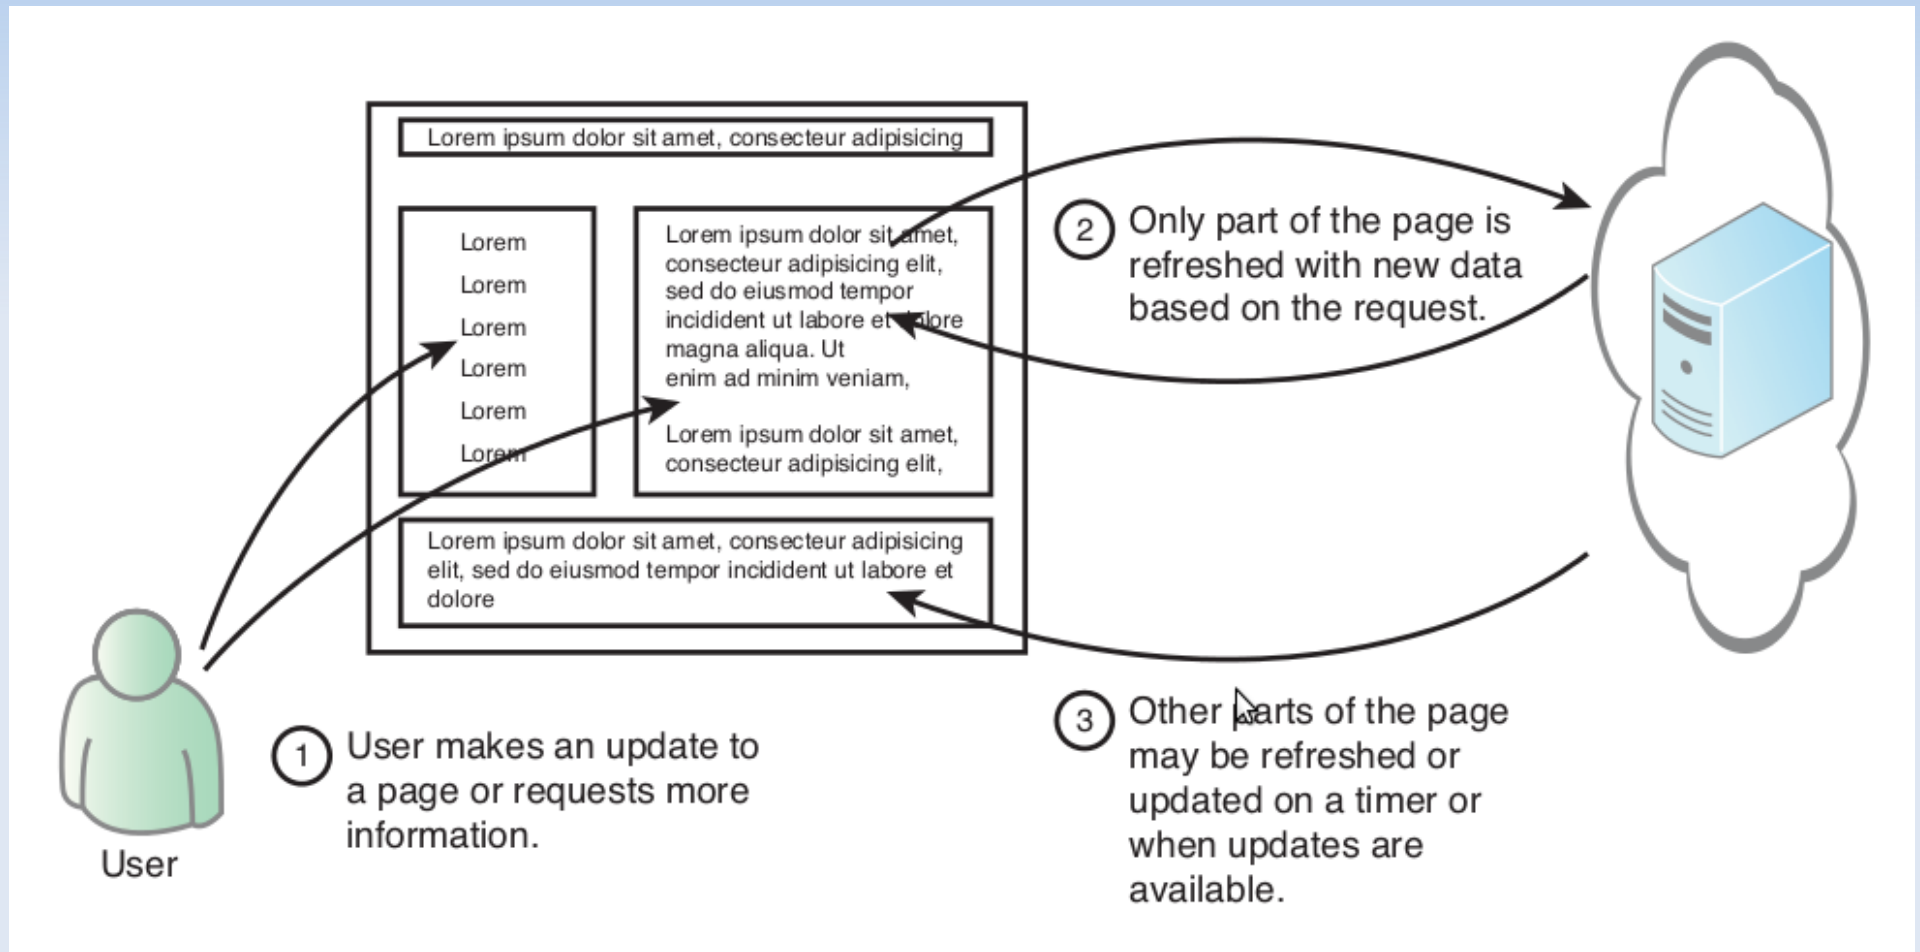 Lorem ipsum dolor sit amet, consecteur adipisicing
Lorem
Lorem
Lorem
Lorem
Lorem
Lorem
Lorem ipsum dolor sit amet,
consecteur adipisicing elit,
sed do eiusmod tempor
incidident ut labore et dolore
magna aliqua. Ut
enim ad minim veniam,
Lorem ipsum dolor sit amet,
consecteur adipisicing elit,
Lorem ipsum dolor sit amet, consecteur adipisicing
elit, sed do eiusmod tempor incidident ut labore et
dolore
2 Only part of the page is
refreshed with new data
based on the request.
User
1 User makes an update to
a page or requests more
information.
3 Other parts of the page
may be refreshed or
updated on a timer or
when updates are
available.